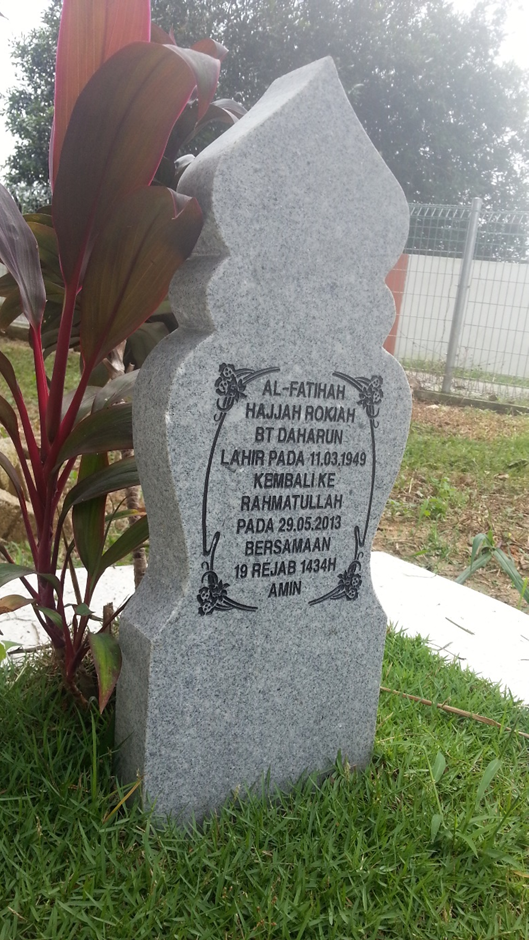 AL-FATIHAH
HAJJAH ROKIAH
BT DAHARUN
LAHIR PADA 11.03.1949
KEMBALI KE
RAHMATULLAH
PADA 29.05.2013
BERSAMAAN
19 REJAB 1434H
AMIN